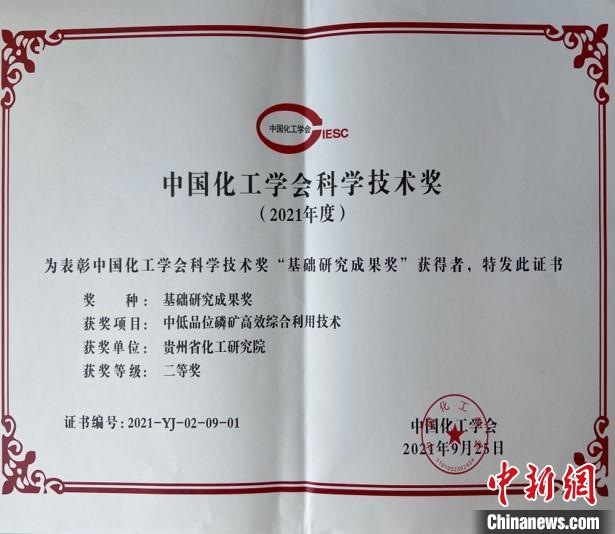 中国化工学会
CIESC
中国化工学会科学技术奖
（2021年度）
为表彰中国化工学会科学技术奖“基础研究成果奖”获得者，特发此证书
奖 种：基础研究成果奖
获奖项目：中低品位磷矿高效综合利用技术
获奖单位：贵州省化工研究院
获奖等级：二等奖
证书编号：2021-YJ-02-09-01
中国化工学会
2021年9月25日
中新网
Chinanews.com